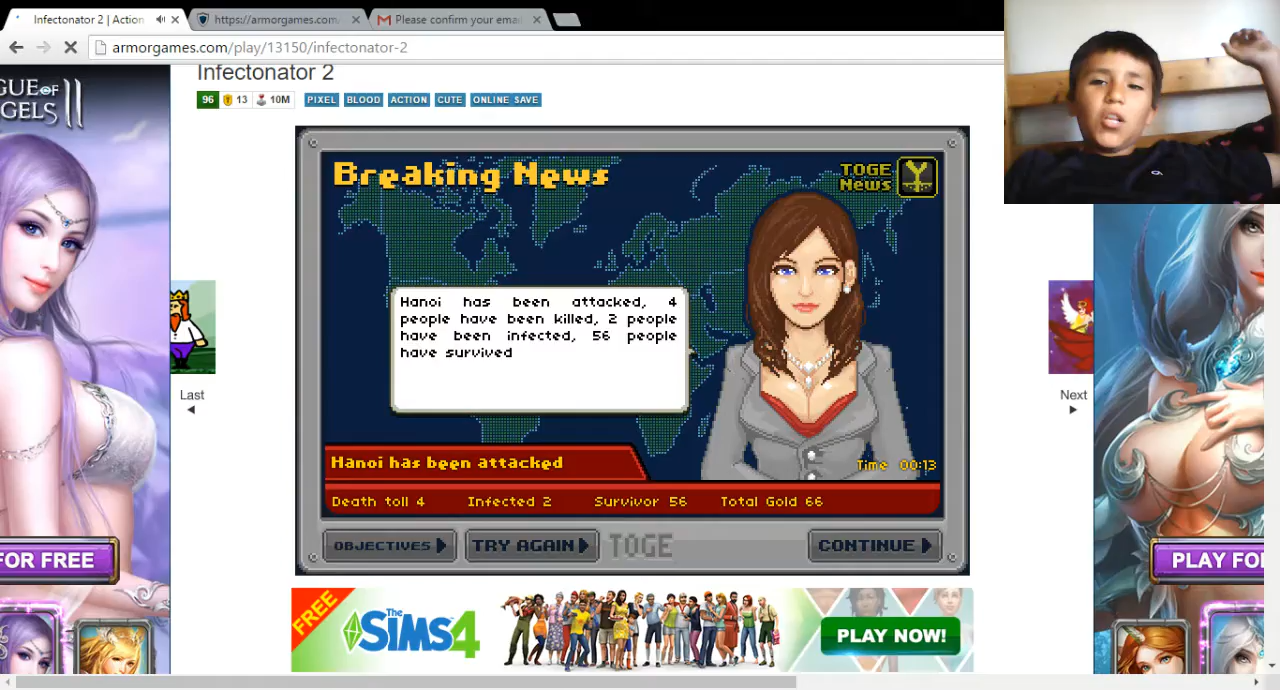 Infectonator 2 | Action
https://armorgames.com/
Please confirm your emai
armorgames.com/play/13150/infectonator-2
Infectonator 2
96 13 10M PIXEL BLOOD ACTION CUTE ONLINE SAVE
GUE OF
GELS II
Breaking News
TOGE
News
Hanoi has been attacked, 4
people have been killed, 2 people
have been infected, 56 people
have survived
Last
Next
Hanoi has been attacked
Time 00:13
Death toll 4 Infected 2 Survivor 56 Total Gold 66
OBJECTIVES TRY AGAIN TOGE CONTINUE
FOR FREE
PLAY FO
FREE
The SIMS 4
PLAY NOW!